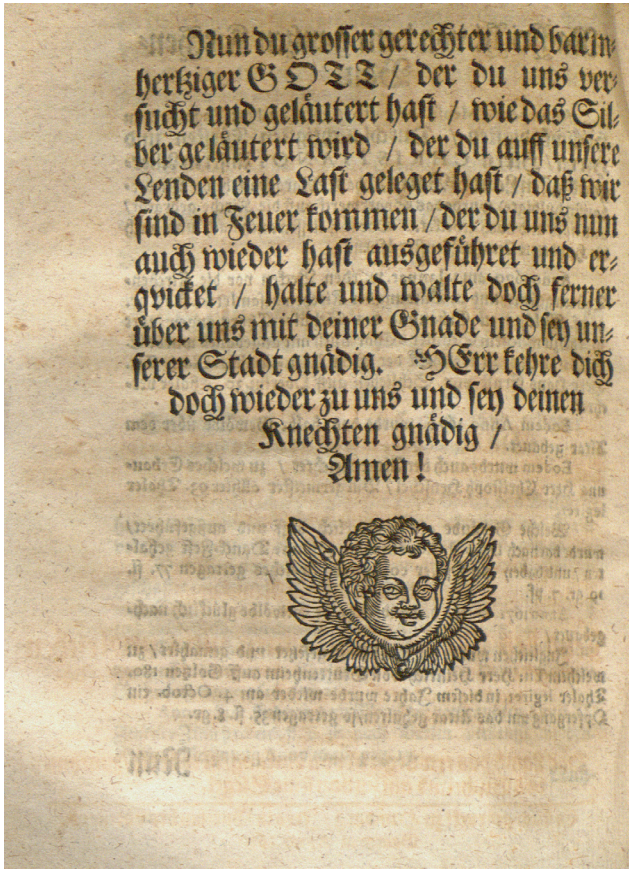 Nun du grosser gerechter und barm-
hertziger GOTT / der du uns ver-
sucht und geläutert hast / wie das Sil-
ber geläutert wird / der du auff unsere
Lenden eine Last geleget hast / daß wir
sind in Feuer kommen / der du uns nun
auch wieder hast ausgeführet und er-
qvicket / halte und walte doch ferner
über uns mit deiner Gnade und sey un-
serer Stadt gnädig. HErr kehre dich
doch wieder zu uns und sey deinen
Knechten gnädig /
Amen!